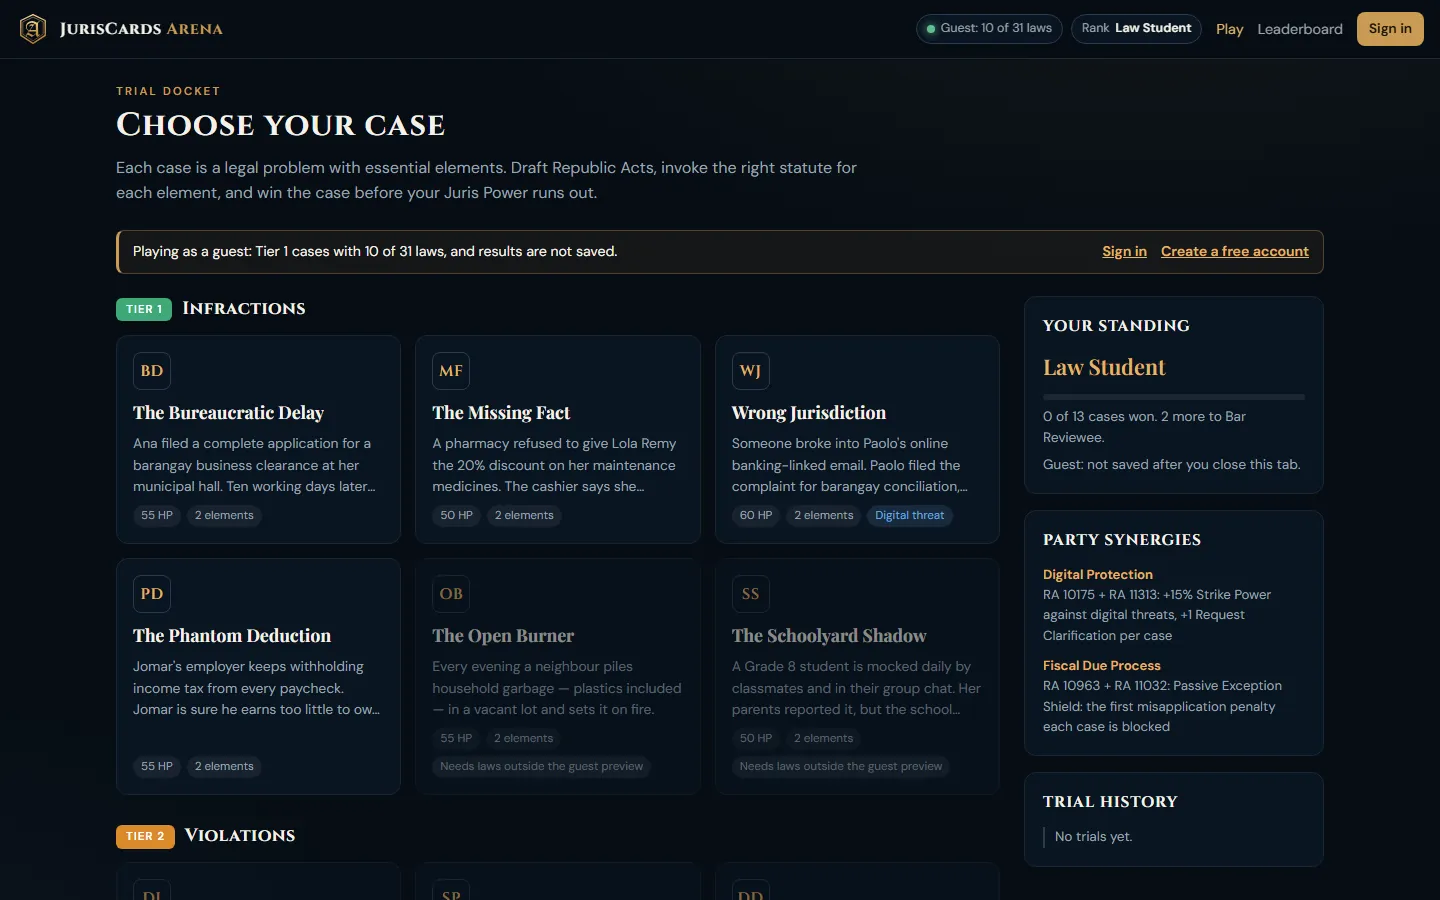 JURISCARDS ARENA
Guest: 10 of 31 laws
Rank Law Student
Play
Leaderboard
Sign in
TRIAL DOCKET
CHOOSE YOUR CASE
Each case is a legal problem with essential elements. Draft Republic Acts, invoke the right statute for
each element, and win the case before your Juris Power runs out.
Playing as a guest: Tier 1 cases with 10 of 31 laws, and results are not saved.
Sign in
Create a free account
TIER 1 INFRACTIONS
BD
The Bureaucratic Delay
Ana filed a complete application for a
barangay business clearance at her
municipal hall. Ten working days later…
55 HP
2 elements
MF
The Missing Fact
A pharmacy refused to give Lola Remy
the 20% discount on her maintenance
medicines. The cashier says she…
50 HP
2 elements
WJ
Wrong Jurisdiction
Someone broke into Paolo's online
banking-linked email. Paolo filed the
complaint for barangay conciliation,…
60 HP
2 elements
Digital threat
PD
The Phantom Deduction
Jomar's employer keeps withholding
income tax from every paycheck.
Jomar is sure he earns too little to ow…
55 HP
2 elements
OB
The Open Burner
Every evening a neighbour piles
household garbage — plastics included
— in a vacant lot and sets it on fire.
55 HP
2 elements
Needs laws outside the guest preview
SS
The Schoolyard Shadow
A Grade 8 student is mocked daily by
classmates and in their group chat. Her
parents reported it, but the school…
50 HP
2 elements
Needs laws outside the guest preview
TIER 2 VIOLATIONS
DI
SP
DD
YOUR STANDING
Law Student
0 of 13 cases won. 2 more to Bar
Reviewee.
Guest: not saved after you close this tab.
PARTY SYNERGIES
Digital Protection
RA 10175 + RA 11313: +15% Strike Power
against digital threats, +1 Request
Clarification per case
Fiscal Due Process
RA 10963 + RA 11032: Passive Exception
Shield: the first misapplication penalty
each case is blocked
TRIAL HISTORY
No trials yet.